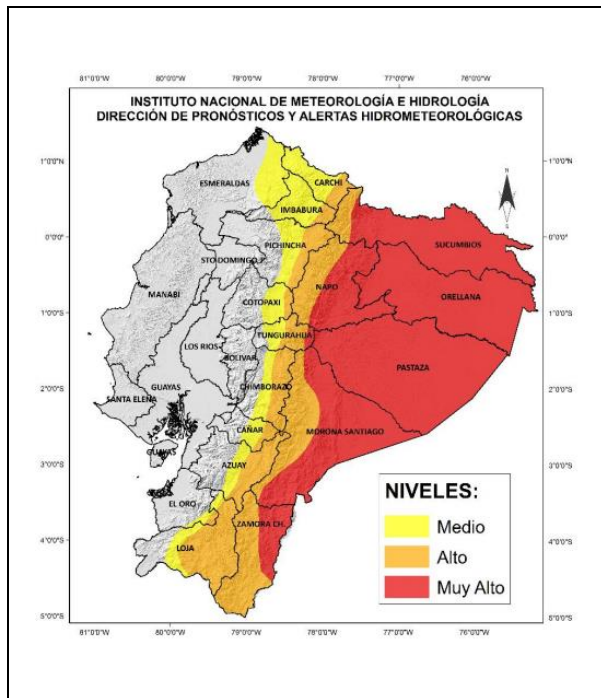 81°0'0"W 80°0'0"W 79°0'0"W 78°0'0"W 77°0'0"W 76°0'0"W
INSTITUTO NACIONAL DE METEOROLOGÍA E HIDROLOGÍA
DIRECCIÓN DE PRONÓSTICOS Y ALERTAS HIDROMETEOROLÓGICAS
1°0'0"N
1°0'0"N
N
S
ESMERALDAS
CARCHI
IMBABURA
0°0'0"
0°0'0"
PICHINCHA
SUCUMBIOS
STO DOMINGO
NAPO
MANABI
COTOPAXI
ORELLANA
1°0'0"S
1°0'0"S
TUNGURAHUA
LOS RIOS
BOLIVAR
PASTAZA
GUAYAS
CHIMBORAZO
2°0'0"S
2°0'0"S
SANTA ELENA
CAÑAR
MORONA SANTIAGO
GUAYAS
3°0'0"S
3°0'0"S
AZUAY
EL ORO
ZAMORA CH.
4°0'0"S
4°0'0"S
LOJA
5°0'0"S
5°0'0"S
NIVELES:
Medio
Alto
Muy Alto
81°0'0"W 80°0'0"W 79°0'0"W 78°0'0"W 77°0'0"W 76°0'0"W